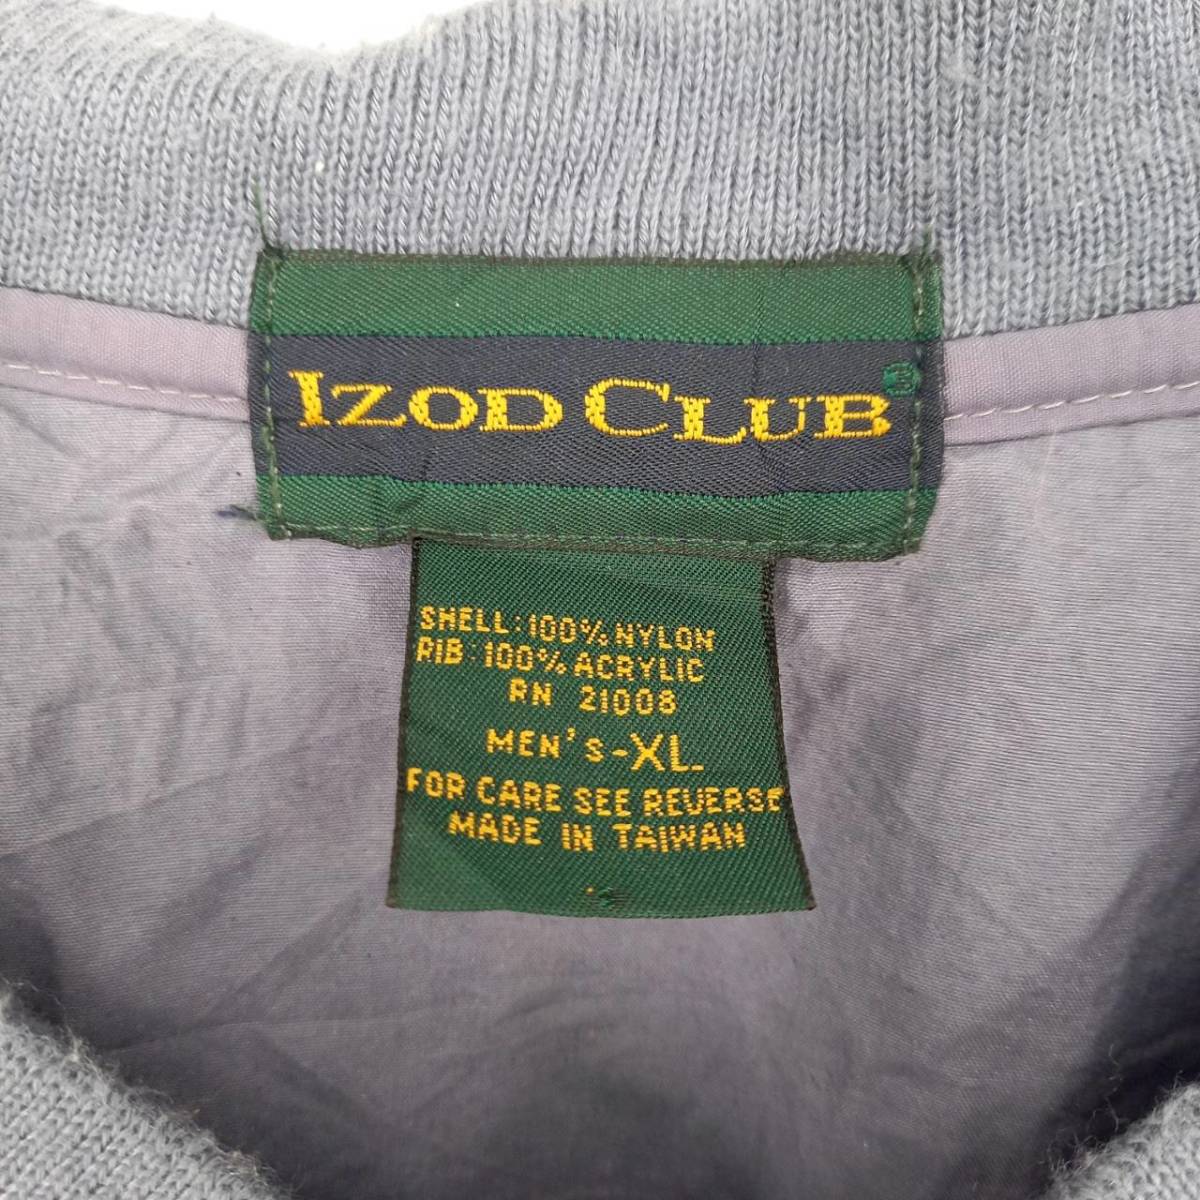 IZOD CLUB
SHELL: 100% NYLON
RIB: 100% ACRYLIC
RN 21008
MEN'S-XL
FOR CARE SEE REVERSE
MADE IN TAIWAN